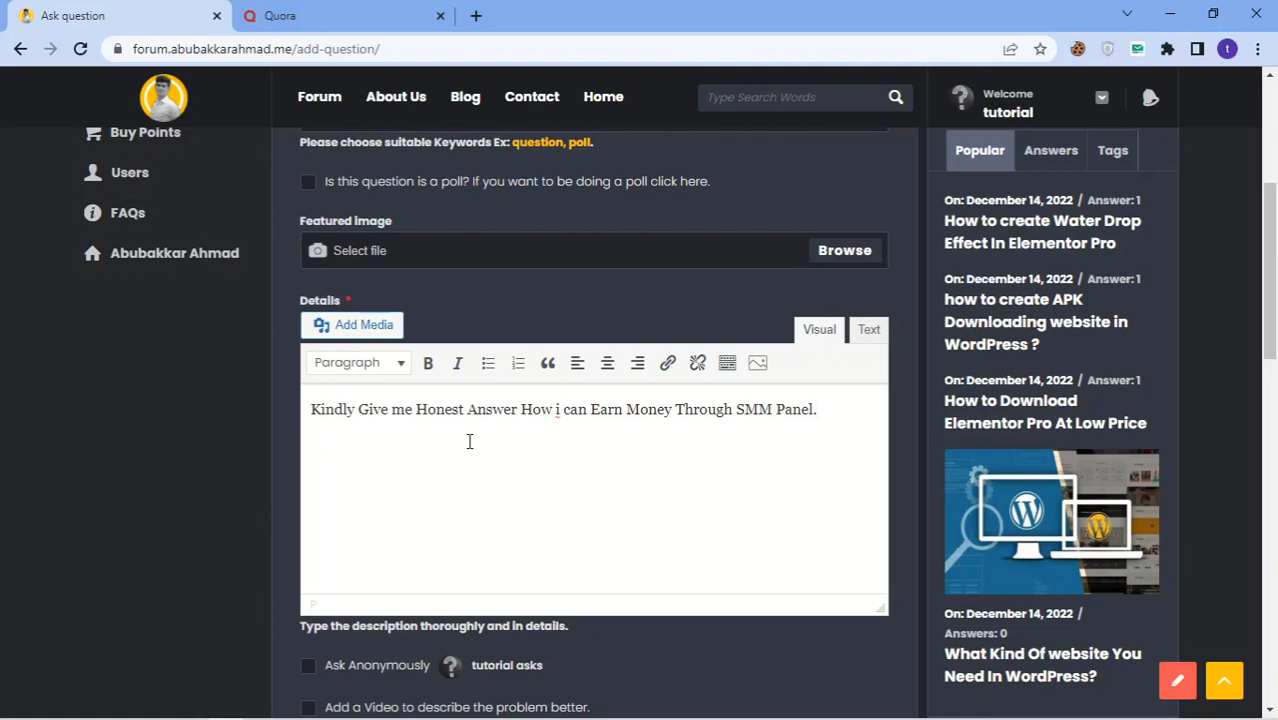 Ask question
Quora
forum.abubakkarahmad.me/add-question/
t
Forum
About Us
Blog
Contact
Home
Type Search Words
Welcome
tutorial
Buy Points
Users
FAQs
Abubakkar Ahmad
Please choose suitable Keywords Ex: question, poll.
Is this question is a poll? If you want to be doing a poll click here.
Featured image
Select file
Browse
Details *
Add Media
Visual
Text
Paragraph
B
I
Kindly Give me Honest Answer How i can Earn Money Through SMM Panel.
P
Type the description thoroughly and in details.
Ask Anonymously
tutorial asks
Add a Video to describe the problem better.
Popular
Answers
Tags
On: December 14, 2022 / Answer: 1
How to create Water Drop
Effect In Elementor Pro
On: December 14, 2022 / Answer: 1
how to create APK
Downloading website in
WordPress ?
On: December 14, 2022 / Answer: 1
How to Download
Elementor Pro At Low Price
On: December 14, 2022 /
Answers: 0
What Kind Of website You
Need In WordPress?